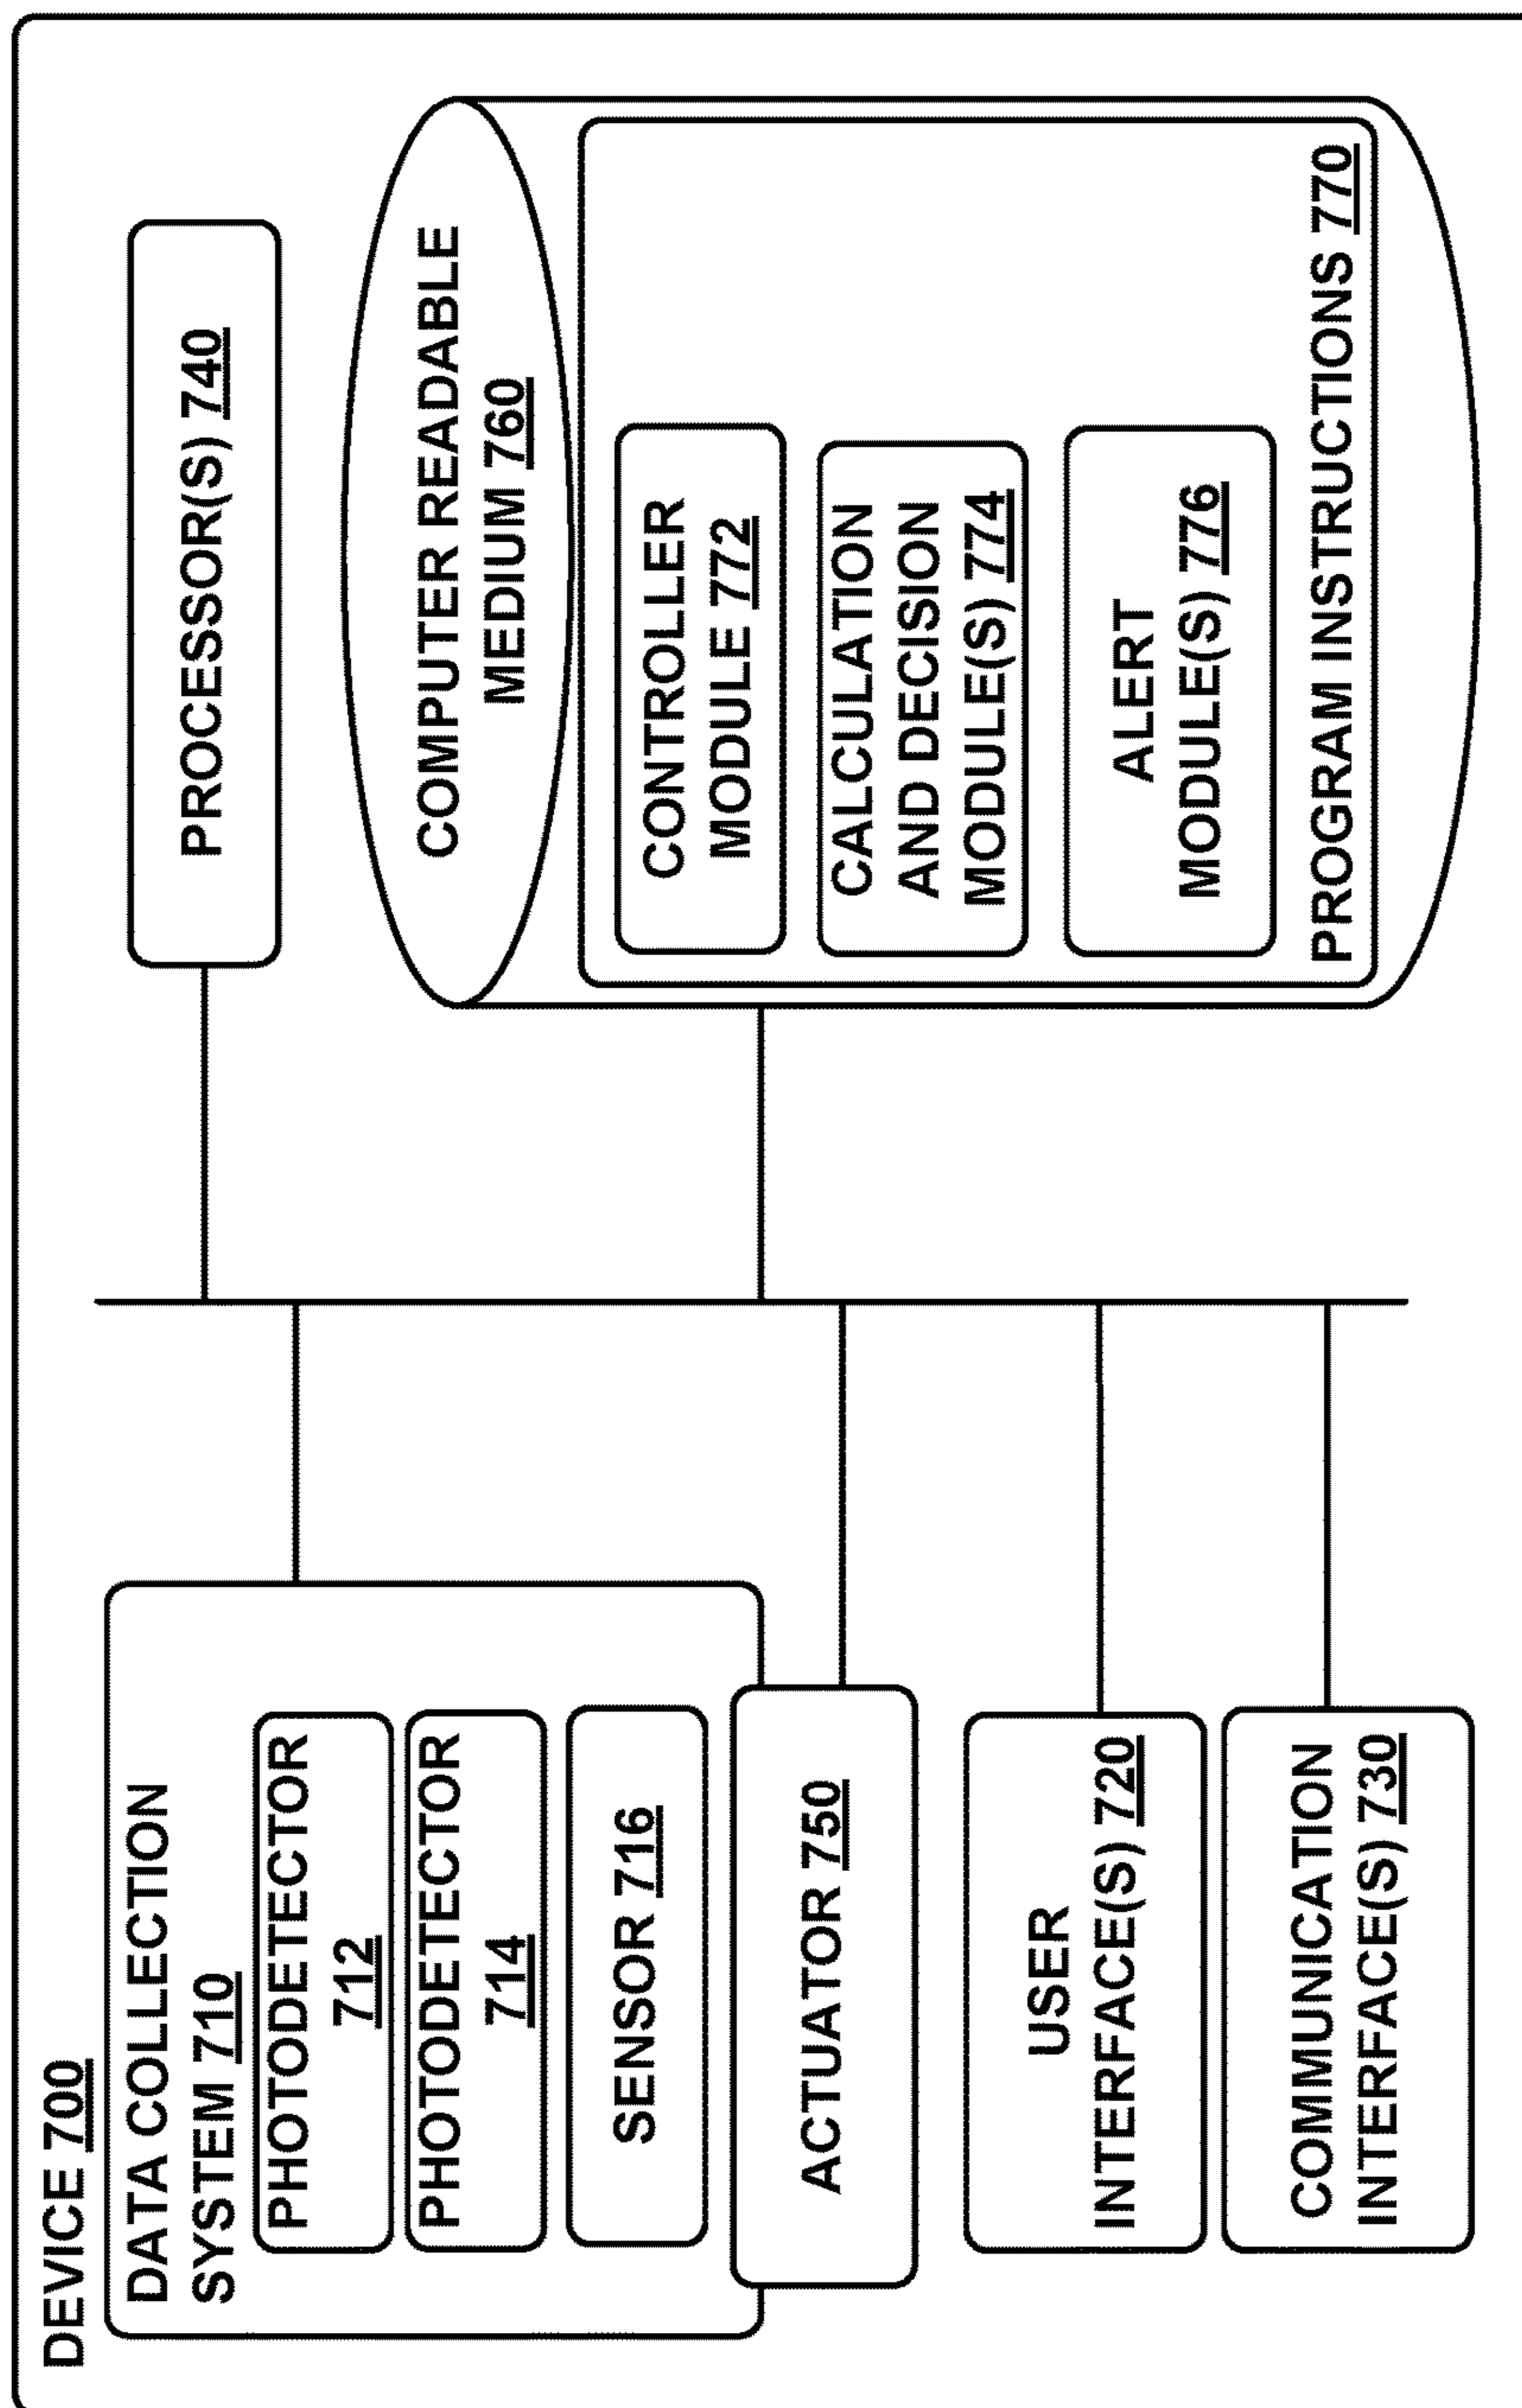 DEVICE 700
DATA COLLECTION
SYSTEM 710
PHOTODETECTOR
712
PHOTODETECTOR
714
SENSOR 716
ACTUATOR 750
USER
INTERFACE(S) 720
COMMUNICATION
INTERFACE(S) 730
PROCESSOR(S) 740
COMPUTER READABLE
MEDIUM 760
CONTROLLER
MODULE 772
CALCULATION
AND DECISION
MODULE(S) 774
ALERT
MODULE(S) 776
PROGRAM INSTRUCTIONS 770